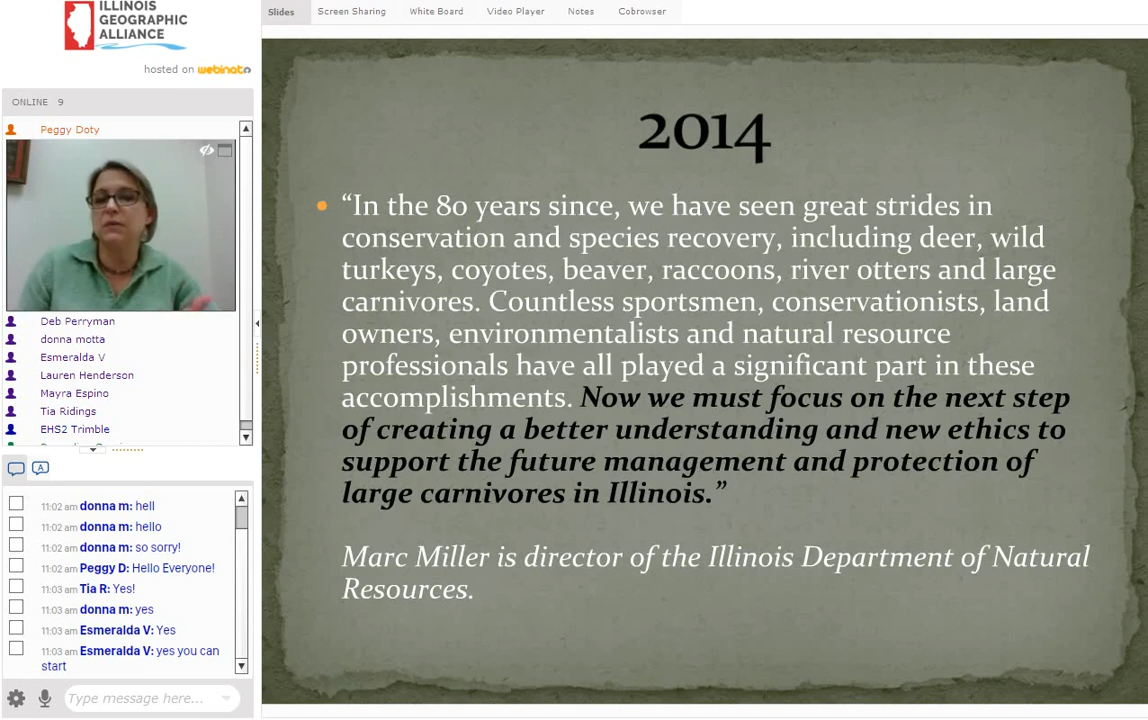 ILLINOIS
GEOGRAPHIC
ALLIANCE
hosted on webinato
ONLINE 9
Peggy Doty
Deb Perryman
donna motta
Esmeralda V
Lauren Henderson
Mayra Espino
Tia Ridings
EHS2 Trimble
A
11:02 am donna m: hell
11:02 am donna m: hello
11:02 am donna m: so sorry!
11:02 am Peggy D: Hello Everyone!
11:03 am Tia R: Yes!
11:03 am donna m: yes
11:03 am Esmeralda V: Yes
11:03 am Esmeralda V: yes you can
start
Type message here...
Slides Screen Sharing White Board Video Player Notes Cobrowser
2014
“In the 80 years since, we have seen great strides in
conservation and species recovery, including deer, wild
turkeys, coyotes, beaver, raccoons, river otters and large
carnivores. Countless sportsmen, conservationists, land
owners, environmentalists and natural resource
professionals have all played a significant part in these
accomplishments. Now we must focus on the next step
of creating a better understanding and new ethics to
support the future management and protection of
large carnivores in Illinois.”
Marc Miller is director of the Illinois Department of Natural
Resources.